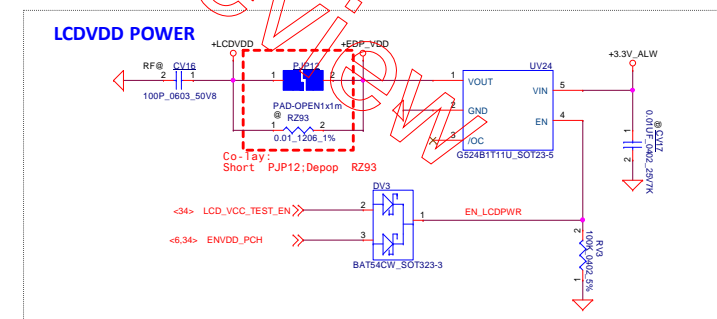 LCDVDD POWER
+LCDVDD
+EDP_VDD
+3.3V_ALW
RF@
CV16
2
1
100P_0603_50V8
1
PJP12
2
PAD-OPEN1x1m
@
RZ93
1
2
0.01_1206_1%
Co-lay:
Short PJP12;Depop RZ93
UV24
1
VOUT
VIN
5
2
GND
EN
4
3
/OC
G524B1T11U_SOT23-5
@ CV17
0.01UF_0402_25V7K
1
2
DV3
<34> LCD_VCC_TEST_EN
2
1
EN_LCDPWR
<6,34> ENVDD_PCH
3
BAT54CW_SOT323-3
RV3
100K_0402_5%
2
1